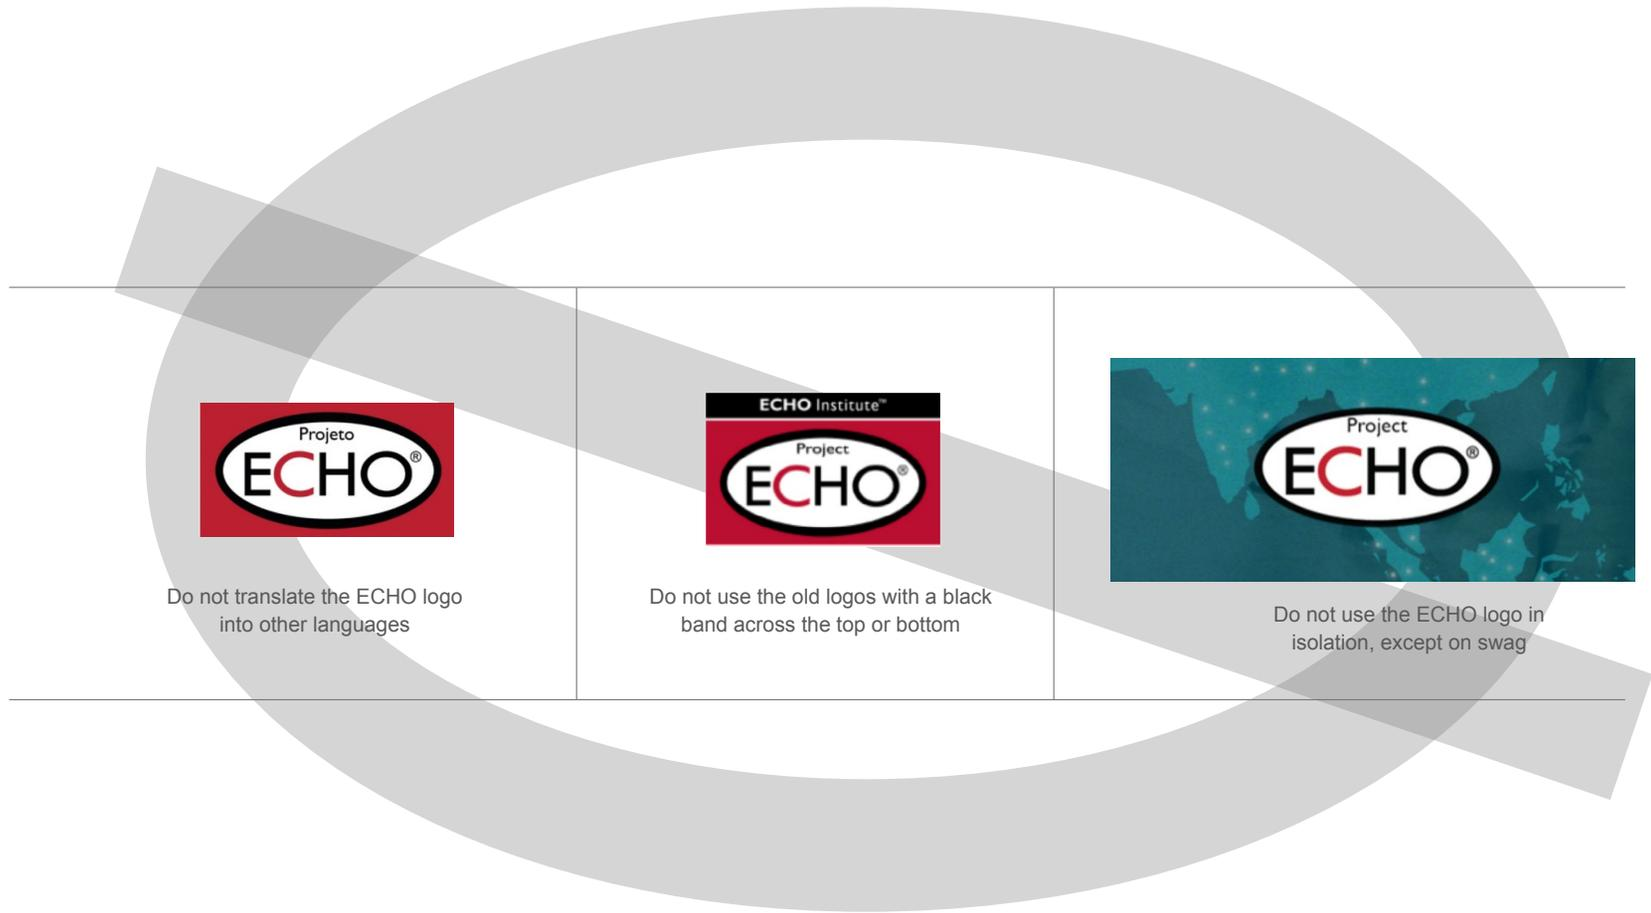 Projeto
ECHO®
Do not translate the ECHO logo
into other languages
ECHO Institute™
Project
ECHO®
Do not use the old logos with a black
band across the top or bottom
Project
ECHO®
Do not use the ECHO logo in
isolation, except on swag